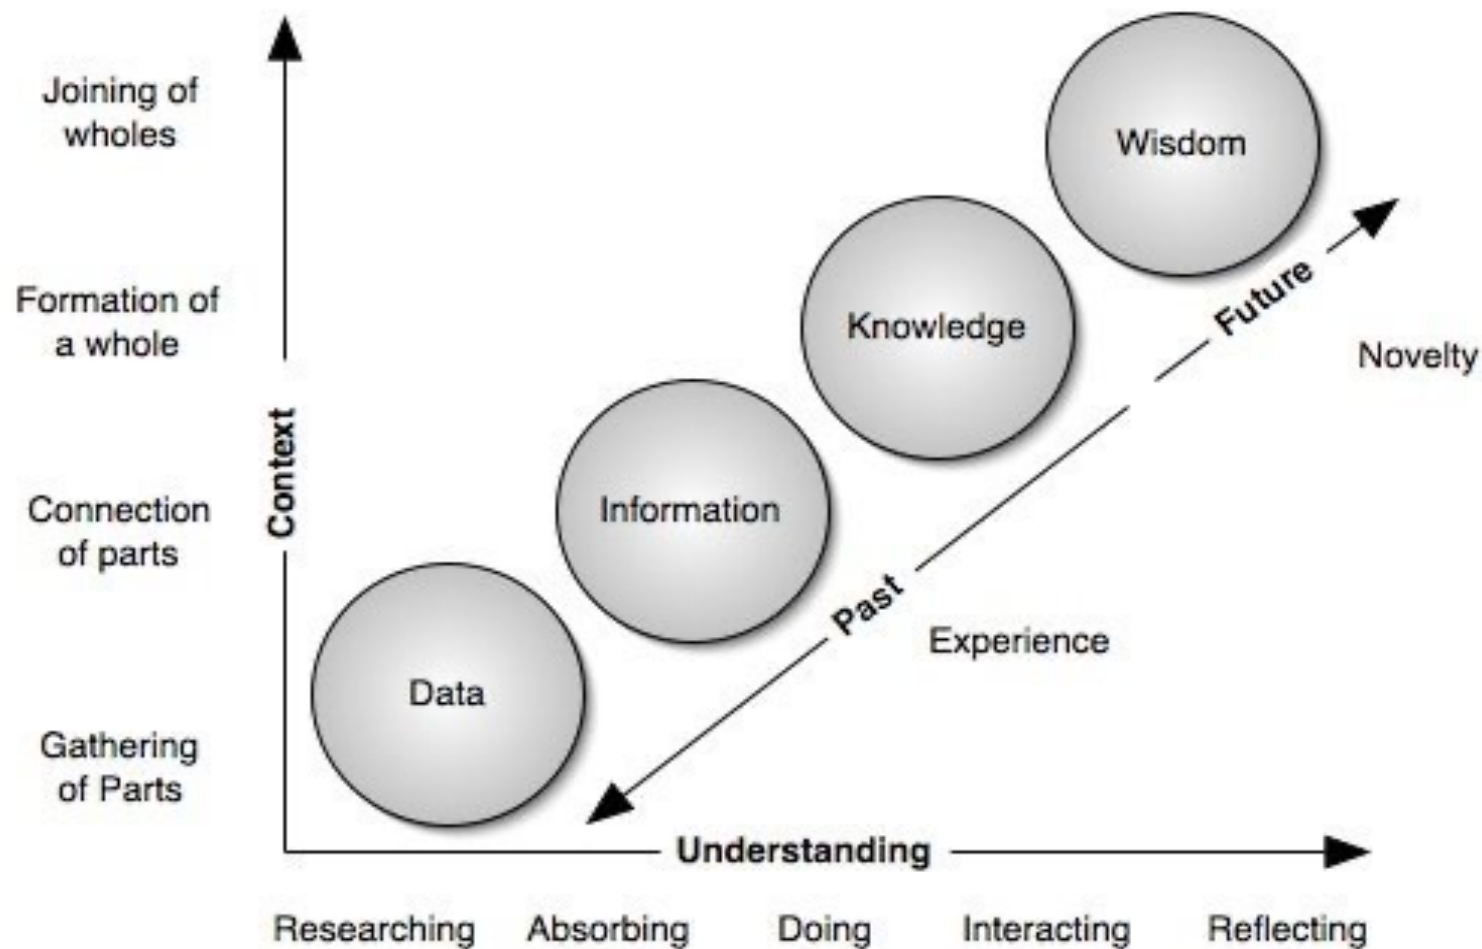 Joining of
wholes
Wisdom
Formation of
a whole
Knowledge
Future
Novelty
Context
Connection
of parts
Information
Past
Experience
Data
Gathering
of Parts
Understanding
Researching Absorbing Doing Interacting Reflecting